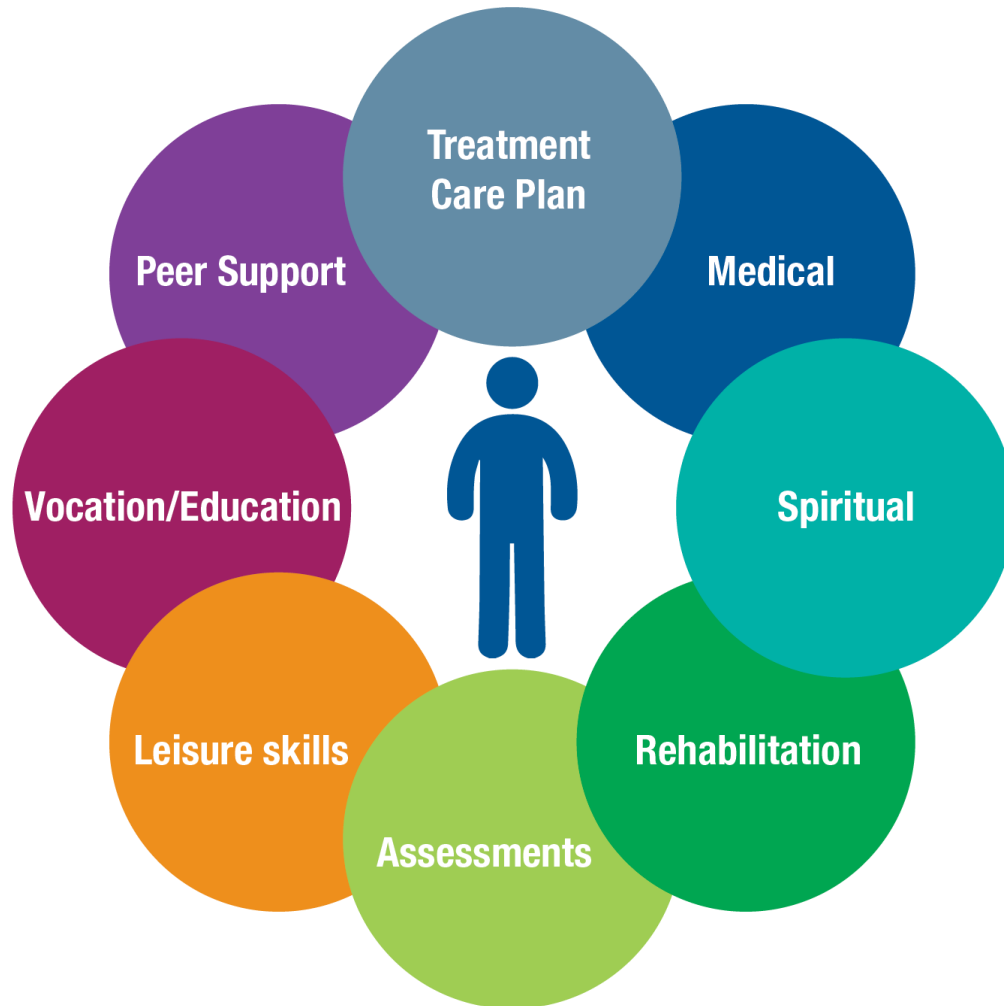 Treatment
Care Plan
Peer Support
Medical
Vocation/Education
Spiritual
Leisure skills
Rehabilitation
Assessments